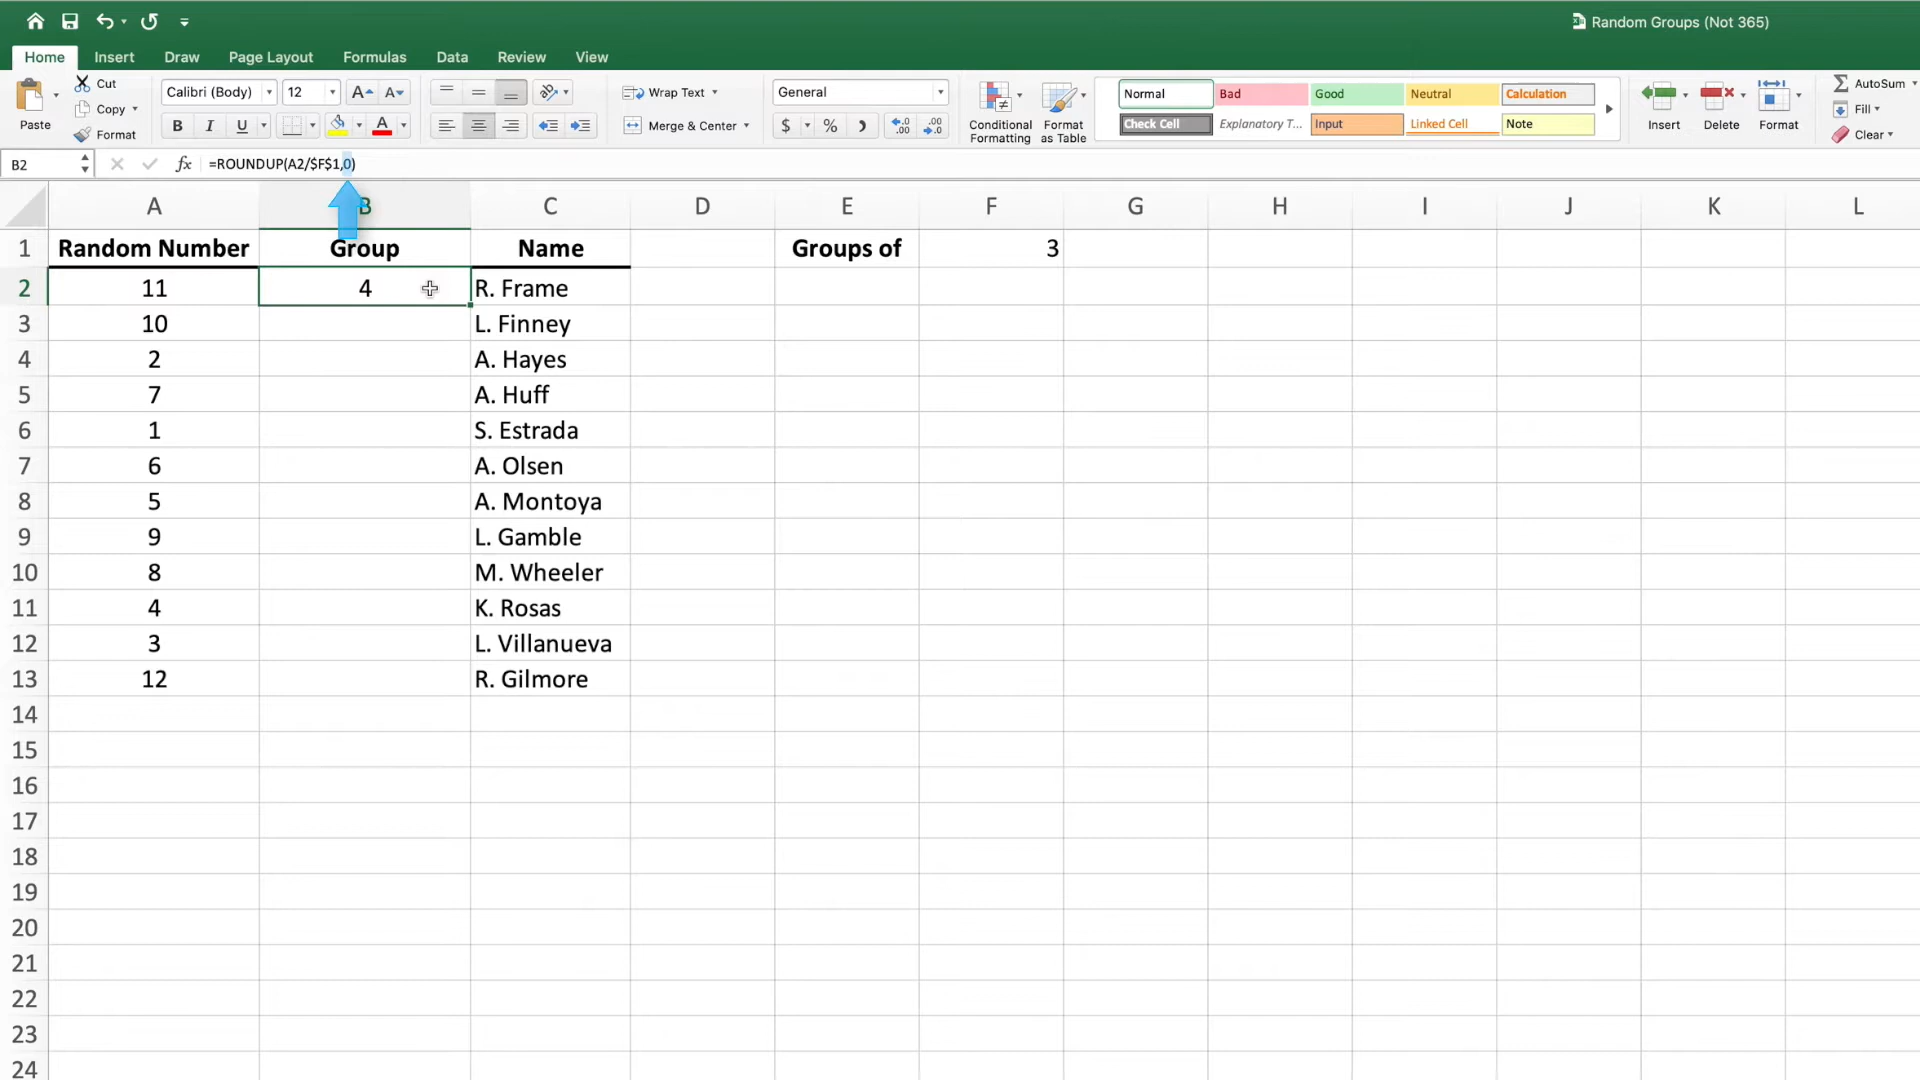 Random Groups (Not 365)
Home Insert Draw Page Layout Formulas Data Review View
Paste
Cut
Copy
Format
Calibri (Body) 12
A A
B I U A
Wrap Text
Merge & Center
General
$ %
Conditional Formatting
Format as Table
Normal Bad Good Neutral Calculation
Check Cell Explanatory T... Input Linked Cell Note
Insert Delete Format
AutoSum
Fill
Clear
B2 fx =ROUNDUP(A2/$F$1,0)
A B C D E F G H I J K L
1 Random Number Group Name Groups of 3
2 11 4 R. Frame
3 10 L. Finney
4 2 A. Hayes
5 7 A. Huff
6 1 S. Estrada
7 6 A. Olsen
8 5 A. Montoya
9 9 L. Gamble
10 8 M. Wheeler
11 4 K. Rosas
12 3 L. Villanueva
13 12 R. Gilmore
14
15
16
17
18
19
20
21
22
23
24